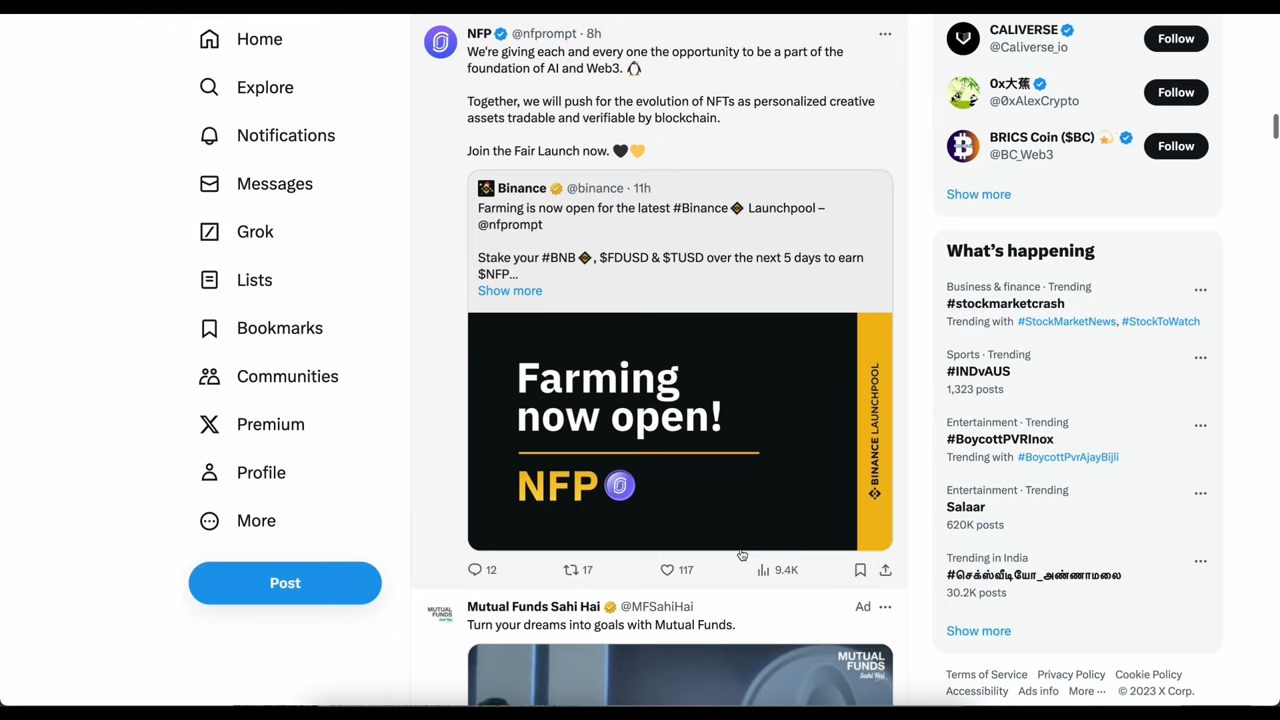 Home
Explore
Notifications
Messages
Grok
Lists
Bookmarks
Communities
Premium
Profile
More
Post
NFP @nfprompt · 8h
We're giving each and every one the opportunity to be a part of the
foundation of AI and Web3. 🐧
Together, we will push for the evolution of NFTs as personalized creative
assets tradable and verifiable by blockchain.
Join the Fair Launch now. 🖤💛
Binance @binance · 11h
Farming is now open for the latest #Binance Launchpool –
@nfprompt
Stake your #BNB, $FDUSD & $TUSD over the next 5 days to earn
$NFP...
Show more
Farming
now open!
NFP
BINANCE LAUNCHPOOL
12 17 117 9.4K
Mutual Funds Sahi Hai @MFSahiHai Ad
Turn your dreams into goals with Mutual Funds.
MUTUAL
FUNDS
Sahi Hai
MUTUAL
FUNDS
Sahi Hai
CALIVERSE
@Caliverse_io
Follow
0x大蕉
@0xAlexCrypto
Follow
BRICS Coin ($BC) 💫
@BC_Web3
Follow
Show more
What's happening
Business & finance · Trending
#stockmarketcrash
Trending with #StockMarketNews, #StockToWatch
Sports · Trending
#INDvAUS
1,323 posts
Entertainment · Trending
#BoycottPVRInox
Trending with #BoycottPvrAjayBijli
Entertainment · Trending
Salaar
620K posts
Trending in India
#செக்ஸ்வீடியோ_அண்ணாமலை
30.2K posts
Show more
Terms of Service Privacy Policy Cookie Policy
Accessibility Ads info More ··· © 2023 X Corp.